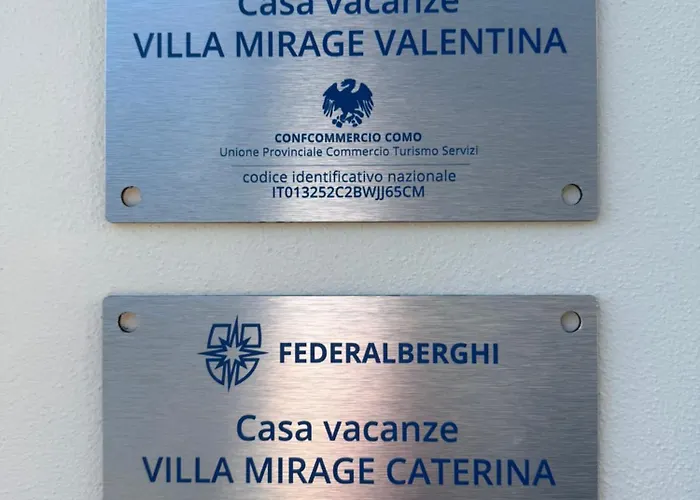 Casa vacanze
VILLA MIRAGE VALENTINA
CONFCOMMERCIO COMO
Unione Provinciale Commercio Turismo Servizi
codice identificativo nazionale
IT013252C2BWJJ65CM
FEDERALBERGHI
Casa vacanze
VILLA MIRAGE CATERINA